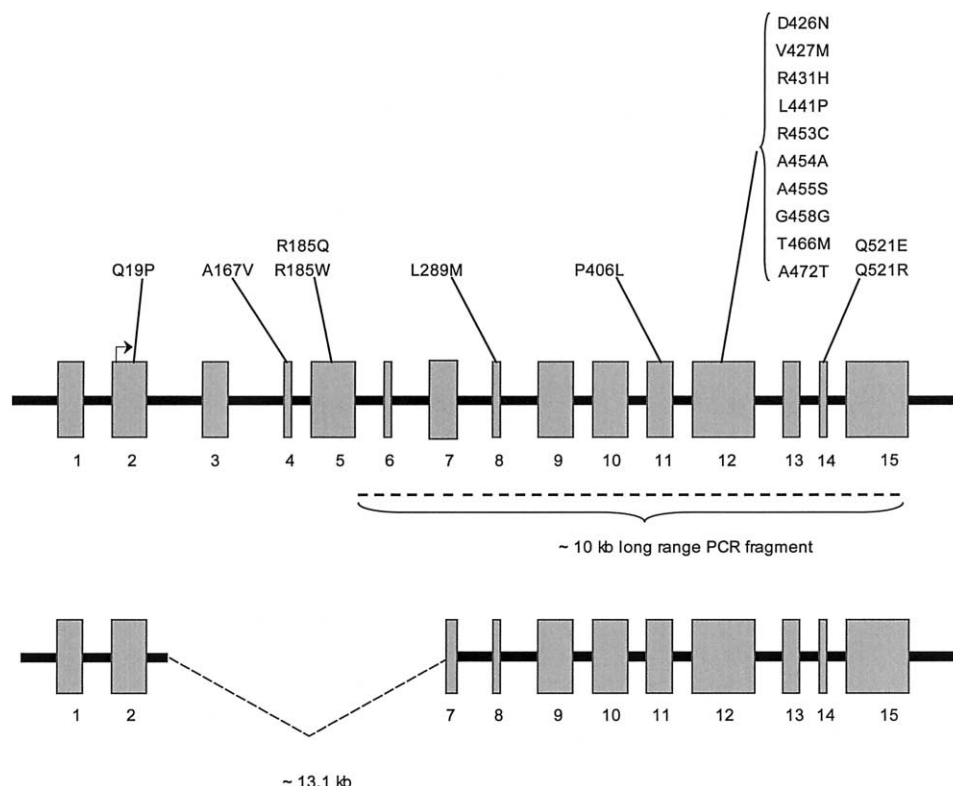 D426N
V427M
R431H
L441P
R453C
A454A
A455S
G458G
T466M
A472T
R185Q
Q521E
Q19P A167V R185W L289M P406L Q521R
1 2 3 4 5 6 7 8 9 10 11 12 13 14 15
~ 10 kb long range PCR fragment
1 2 7 8 9 10 11 12 13 14 15
~ 13.1 kb